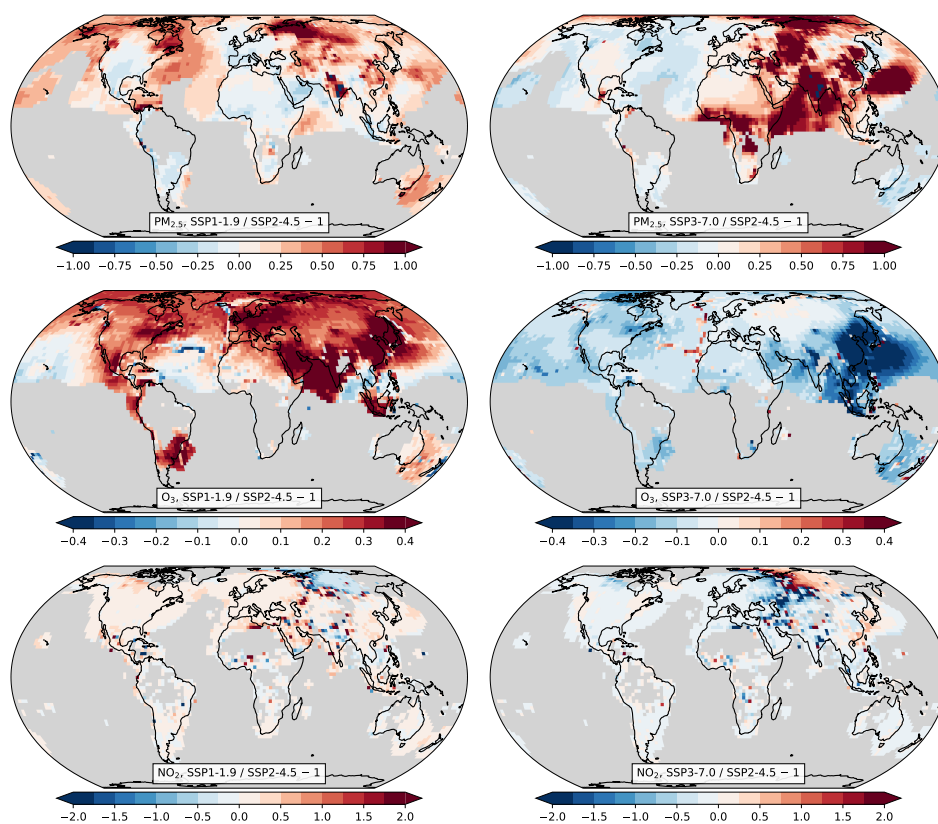 PM2.5, SSP1-1.9 / SSP2-4.5 − 1
−1.00 −0.75 −0.50 −0.25 0.00 0.25 0.50 0.75 1.00
PM2.5, SSP3-7.0 / SSP2-4.5 − 1
−1.00 −0.75 −0.50 −0.25 0.00 0.25 0.50 0.75 1.00
O3, SSP1-1.9 / SSP2-4.5 − 1
−0.4 −0.3 −0.2 −0.1 0.0 0.1 0.2 0.3 0.4
O3, SSP3-7.0 / SSP2-4.5 − 1
−0.4 −0.3 −0.2 −0.1 0.0 0.1 0.2 0.3 0.4
NO2, SSP1-1.9 / SSP2-4.5 − 1
−2.0 −1.5 −1.0 −0.5 0.0 0.5 1.0 1.5 2.0
NO2, SSP3-7.0 / SSP2-4.5 − 1
−2.0 −1.5 −1.0 −0.5 0.0 0.5 1.0 1.5 2.0